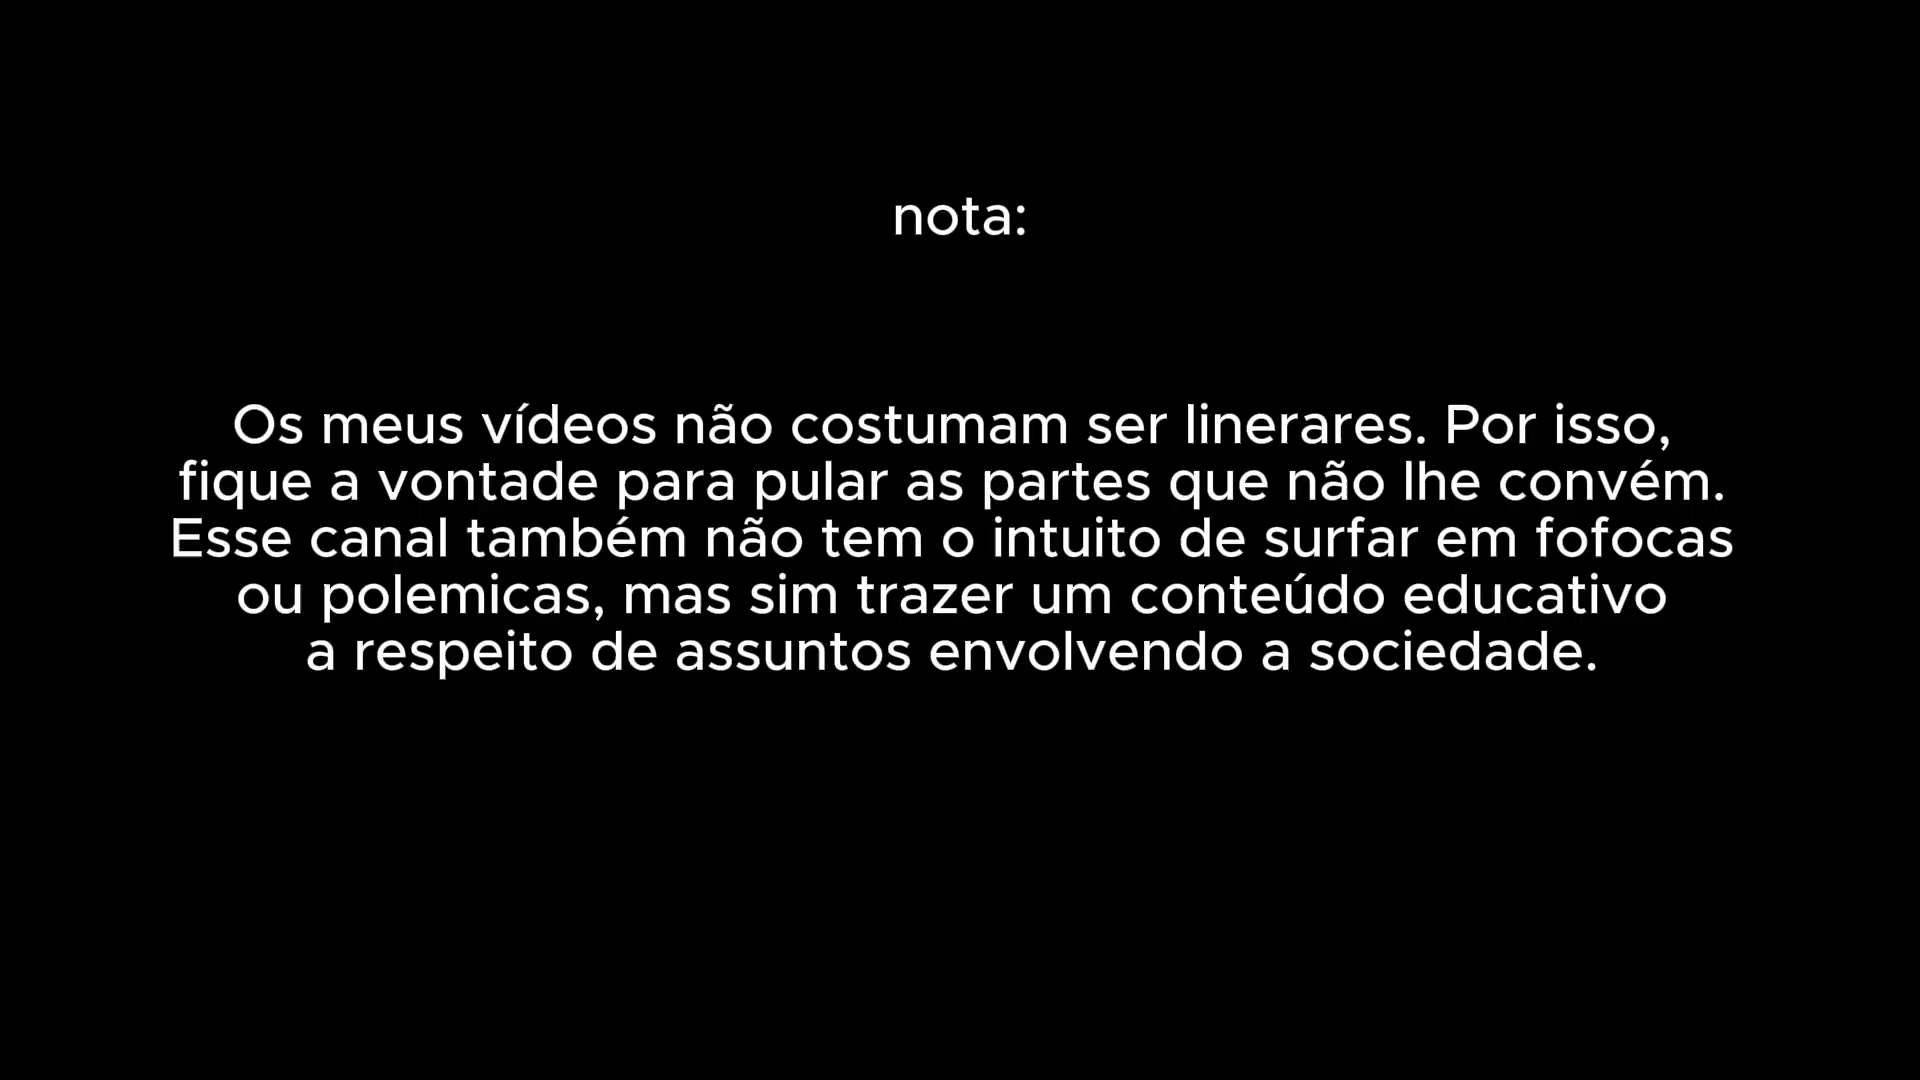 nota:
Os meus vídeos não costumam ser linerares. Por isso,
fique a vontade para pular as partes que não lhe convém.
Esse canal também não tem o intuito de surfar em fofocas
ou polemicas, mas sim trazer um conteúdo educativo
a respeito de assuntos envolvendo a sociedade.